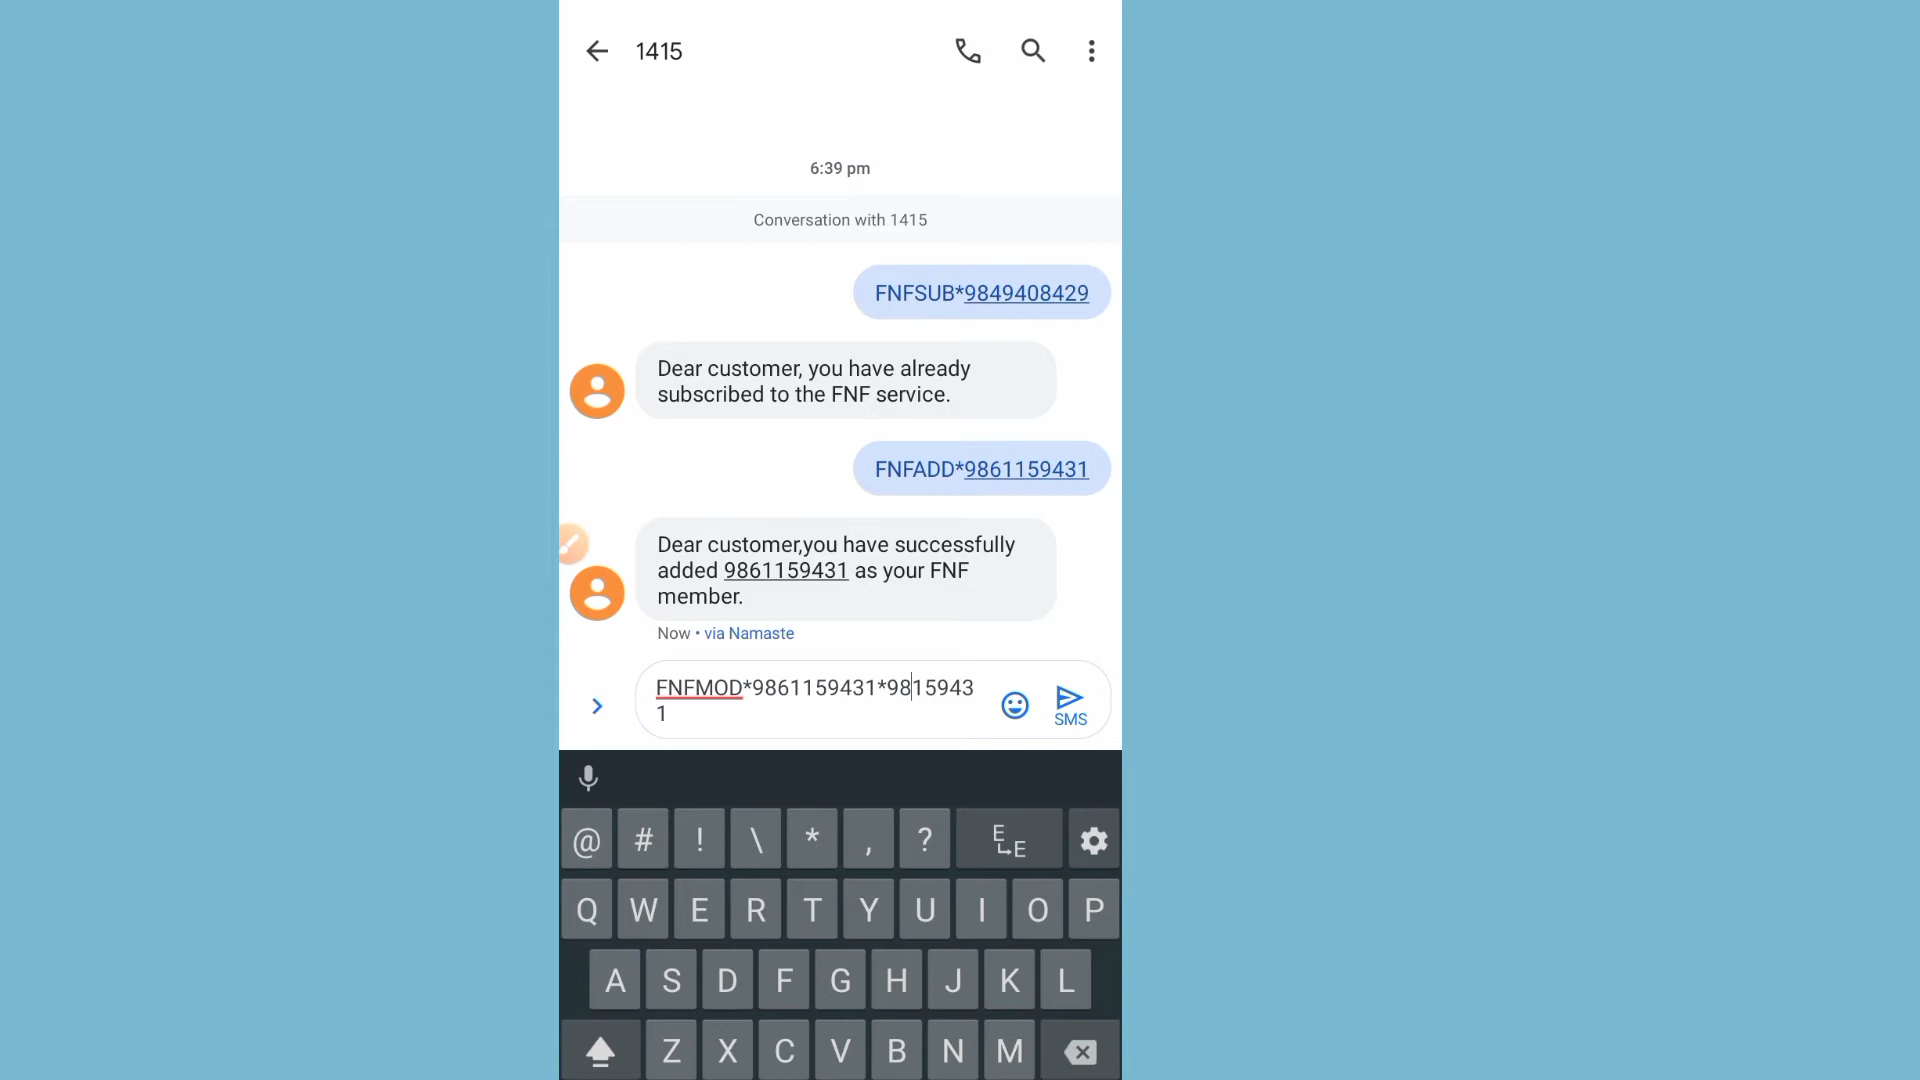 1415
6:39 pm
Conversation with 1415
FNFSUB*9849408429
Dear customer, you have already
subscribed to the FNF service.
FNFADD*9861159431
Dear customer,you have successfully
added 9861159431 as your FNF
member.
Now • via Namaste
FNFMOD*9861159431*9815943
1
SMS
@ # ! \ * , ? E E
Q W E R T Y U I O P
A S D F G H J K L
Z X C V B N M